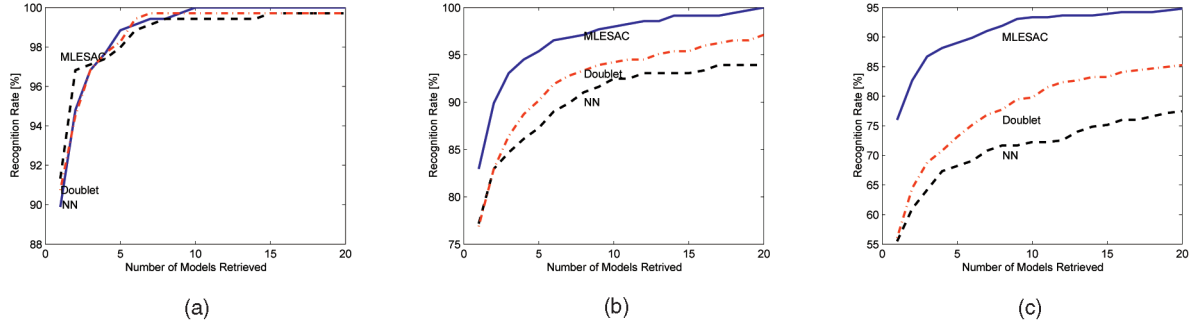 100
98
96
94
92
90
88
0
5
10
15
20
Recognition Rate [%]
Number of Models Retrieved
MLESAC
Doublet
NN
(a)
100
95
90
85
80
75
0
5
10
15
20
Recognition Rate [%]
Number of Models Retrieved
MLESAC
Doublet
NN
(b)
95
90
85
80
75
70
65
60
55
0
5
10
15
20
Recognition Rate [%]
Number of Models Retrieved
MLESAC
Doublet
NN
(c)